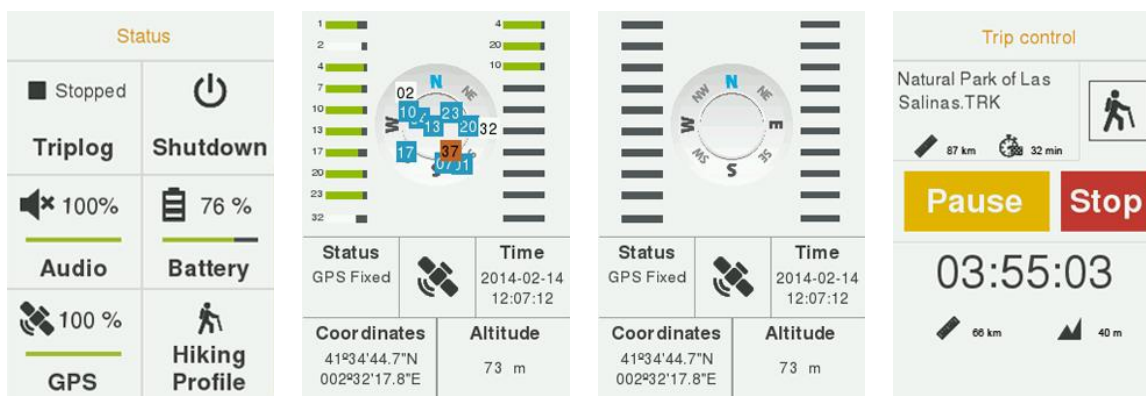 Status
Stopped
Triplog
Shutdown
100%
76 %
Audio
Battery
100 %
GPS
Hiking
Profile
1
2
4
7
10
13
17
20
23
32
4
20
10
N
NE
W
S
02
10
13
23
20
32
17
37
01
Status
GPS Fixed
Time
2014-02-14
12:07:12
Coordinates
41º34'44.7"N
002º32'17.8"E
Altitude
73 m
N
NE
E
SE
S
SW
W
NW
Status
GPS Fixed
Time
2014-02-14
12:07:12
Coordinates
41º34'44.7"N
002º32'17.8"E
Altitude
73 m
Trip control
Natural Park of Las
Salinas.TRK
87 km
32 min
Pause
Stop
03:55:03
66 km
40 m